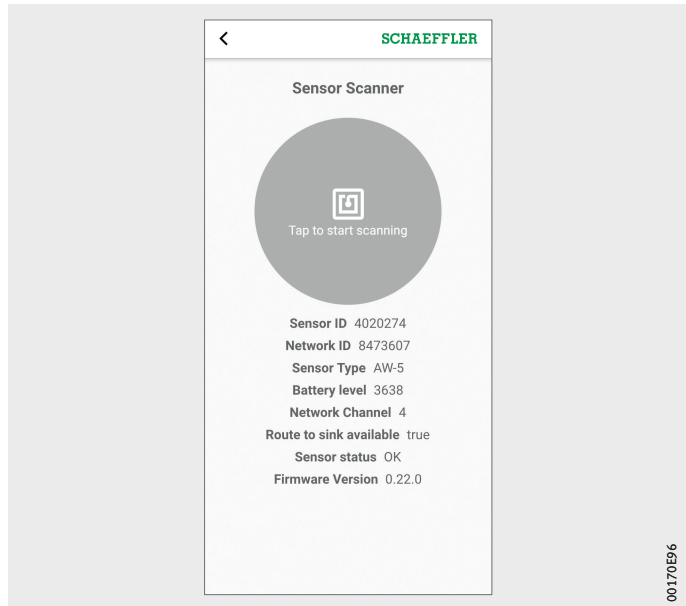 SCHAEFFLER
Sensor Scanner
Tap to start scanning
Sensor ID 4020274
Network ID 8473607
Sensor Type AW-5
Battery level 3638
Network Channel 4
Route to sink available true
Sensor status OK
Firmware Version 0.22.0
00170E96